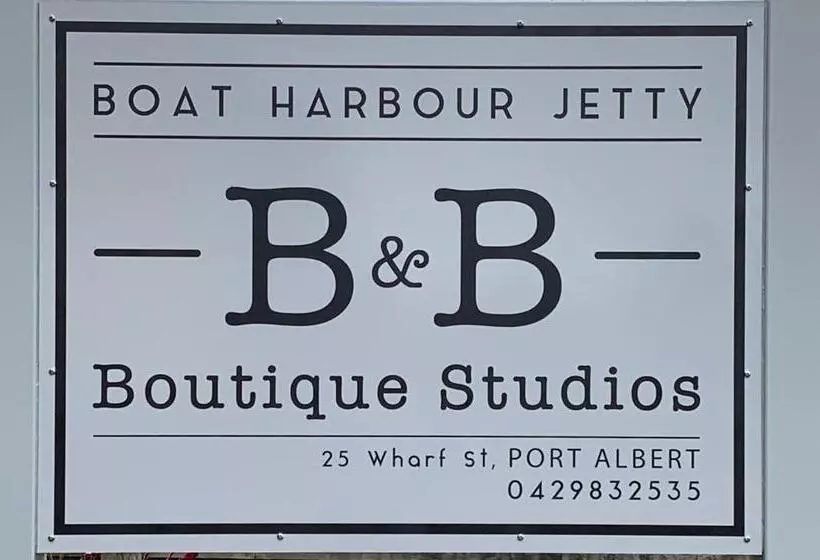 BOAT HARBOUR JETTY
B&B
Boutique Studios
25 Wharf St, PORT ALBERT
0429832535